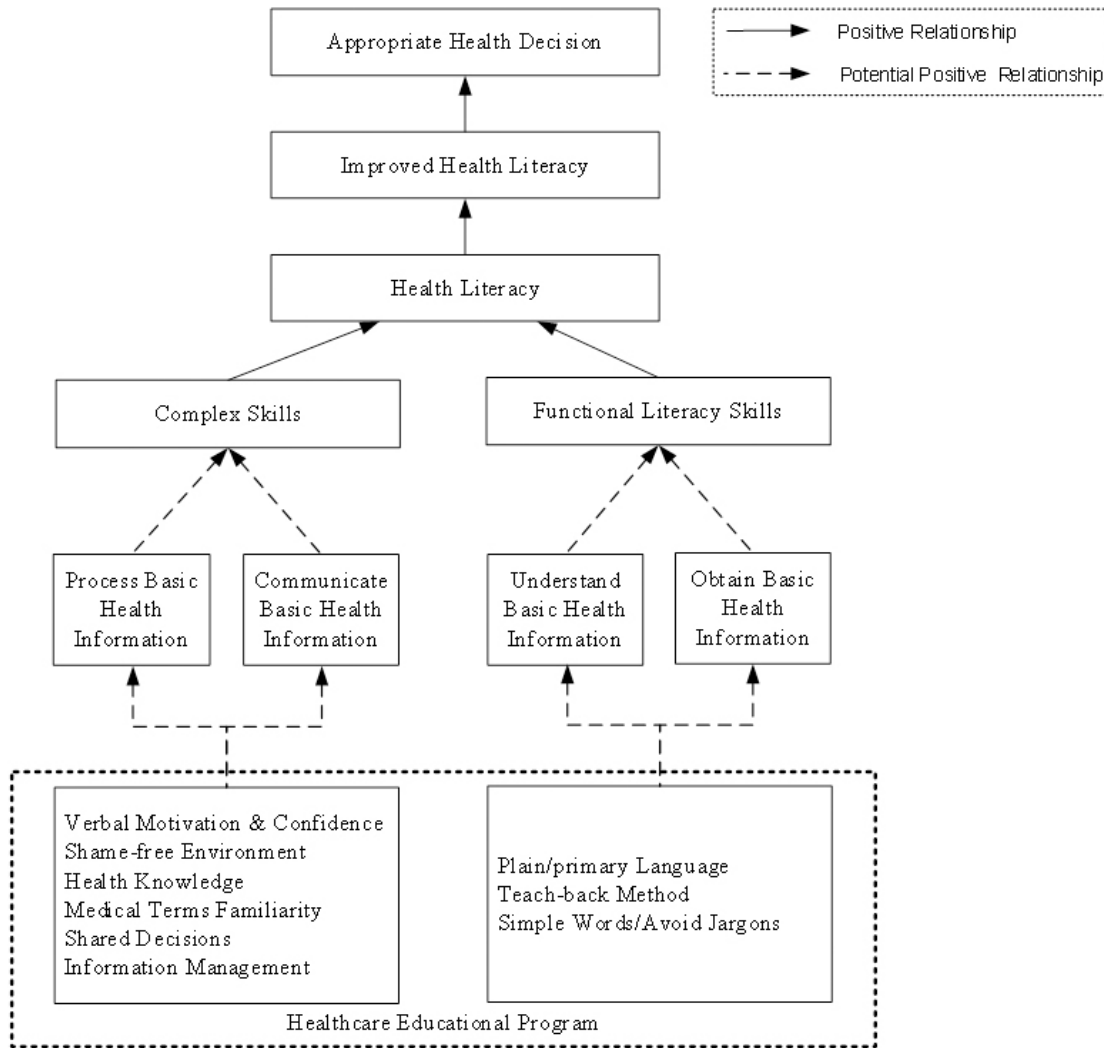 Appropriate Health Decision
Positive Relationship
Potential Positive Relationship
Improved Health Literacy
Health Literacy
Complex Skills
Functional Literacy Skills
Process Basic
Health
Information
Communicate
Basic Health
Information
Understand
Basic Health
Information
Obtain Basic
Health
Information
Verbal Motivation & Confidence
Shame-free Environment
Health Knowledge
Medical Terms Familiarity
Shared Decisions
Information Management
Plain/primary Language
Teach-back Method
Simple Words/Avoid Jargons
Healthcare Educational Program